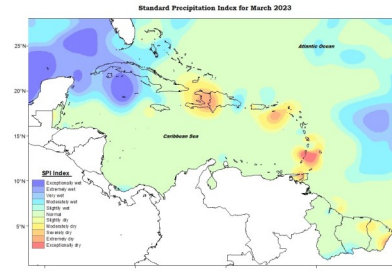 Standard Precipitation Index for March 2023
25°N
Atlantic Ocean
20°N
15°N
Caribbean Sea
10°N
SPI Index
Exceptionally wet
Extremely wet
Very wet
Moderately wet
Slightly wet
Normal
Slightly dry
Moderately dry
Severely dry
Extremely dry
Exceptionally dry
5°N